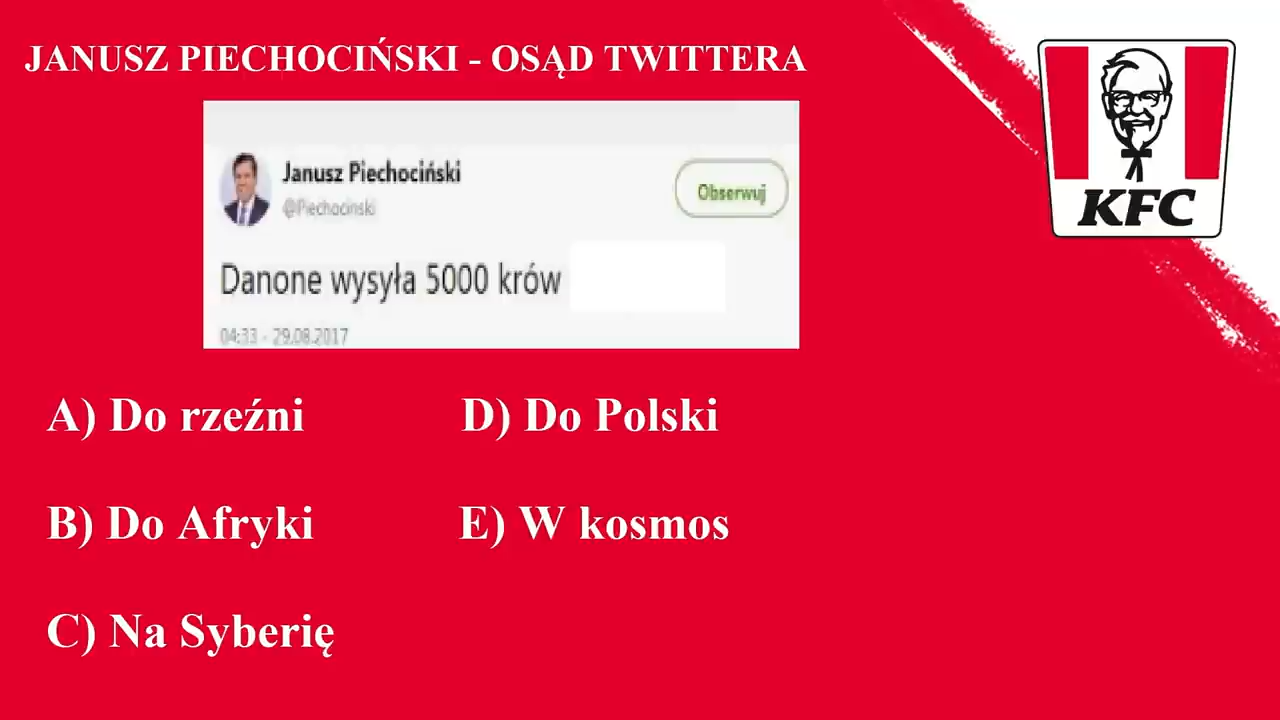 JANUSZ PIECHOCIŃSKI - OSĄD TWITTERA
Janusz Piechociński
@Piechocinski
Obserwuj
Danone wysyła 5000 krów
04:33 - 29.08.2017
KFC
A) Do rzeźni
D) Do Polski
B) Do Afryki
E) W kosmos
C) Na Syberię